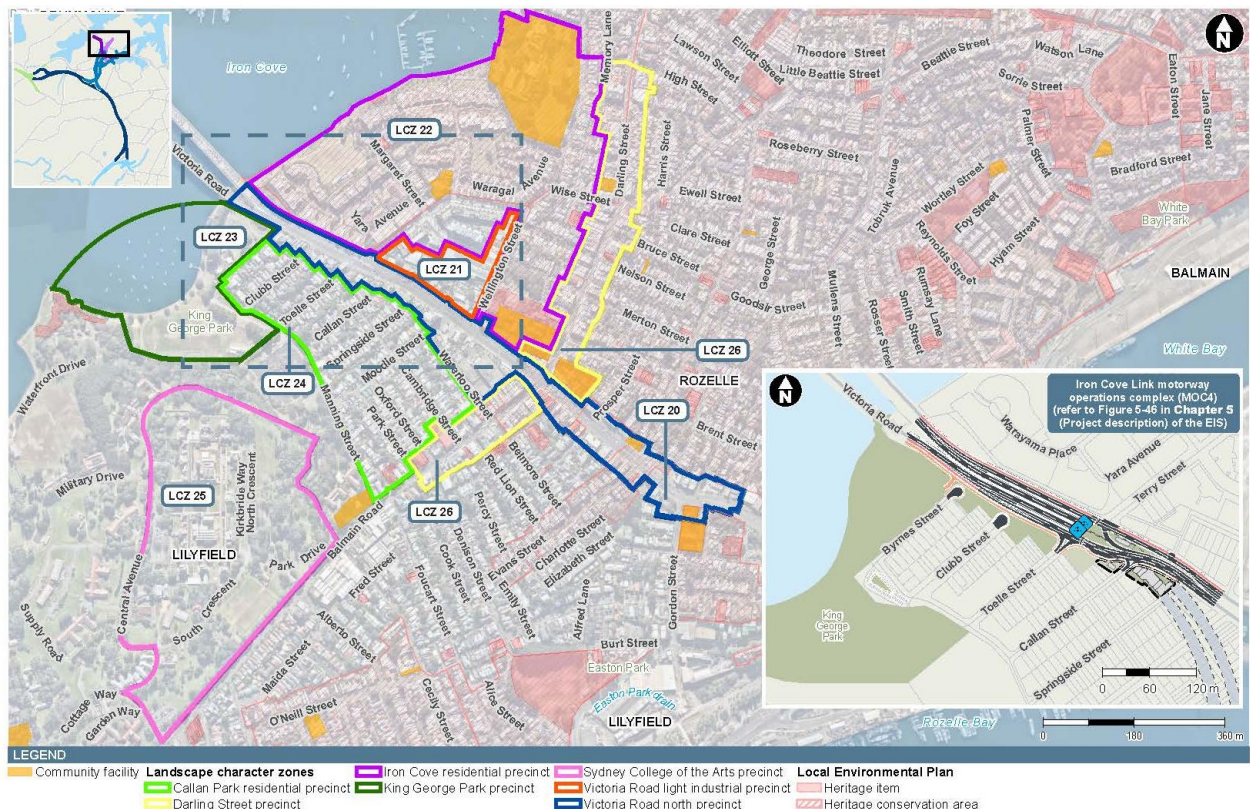 Iron Cove
Victoria Road
LCZ 22
Margaret Street
Waragal Avenue
Yara Avenue
Wise Street
Memory Lane
Darling Street
Harris Street
Lawson Street
High Street
Elliott Street
Theodore Street
Little Beattie Street
Beattie Street
Watson Lane
Sorrie Street
Eaton Street
Jane Street
Palmer Street
Bradford Street
Roseberry Street
Ewell Street
Clare Street
Bruce Street
Nelson Street
Merton Street
Goodsir Street
George Street
Mullens Street
Tobruk Avenue
Wortley Street
Foy Street
Reynolds Street
Hyam Street
Rumsay Lane
Smith Street
Rosser Street
White
Bay Park
BALMAIN
White Bay
LCZ 23
LCZ 21
Wellington Street
King
George Park
Clubb Street
Toelle Street
Callan Street
Springside Street
Moodie Street
Cambridge Street
Oxford Street
Park Street
Waterloo Street
Manning Street
LCZ 24
LCZ 26
ROZELLE
Prosper Street
LCZ 20
Brent Street
Waterfront Drive
Military Drive
LCZ 25
Kirkbride Way
North Crescent
LILYFIELD
Central Avenue
South Crescent
Park Drive
Balmain Road
Supply Road
Cottage Way
Garden Way
LCZ 26
Belmore Street
Red Lion Street
Percy Street
Denison Street
Cook Street
Evans Street
Charlotte Street
Elizabeth Street
Emily Street
Alfred Lane
Gordon Street
Fred Street
Foucart Street
Alberto Street
Maida Street
O'Neill Street
Cecily Street
Alice Street
Burt Street
Easton Park
Easton Park drain
LILYFIELD
Rozelle Bay
N
N
Iron Cove Link motorway
operations complex (MOC4)
(refer to Figure 5-46 in Chapter 5
(Project description) of the EIS)
Victoria Road
Warayama Place
Yara Avenue
Terry Street
Byrnes Street
Clubb Street
Toelle Street
Callan Street
Springside Street
King
George
Park
0 60 120 m
0 180 360 m
LEGEND
Community facility
Landscape character zones
Callan Park residential precinct
Darling Street precinct
Iron Cove residential precinct
King George Park precinct
Sydney College of the Arts precinct
Victoria Road light industrial precinct
Victoria Road north precinct
Local Environmental Plan
Heritage item
Heritage conservation area